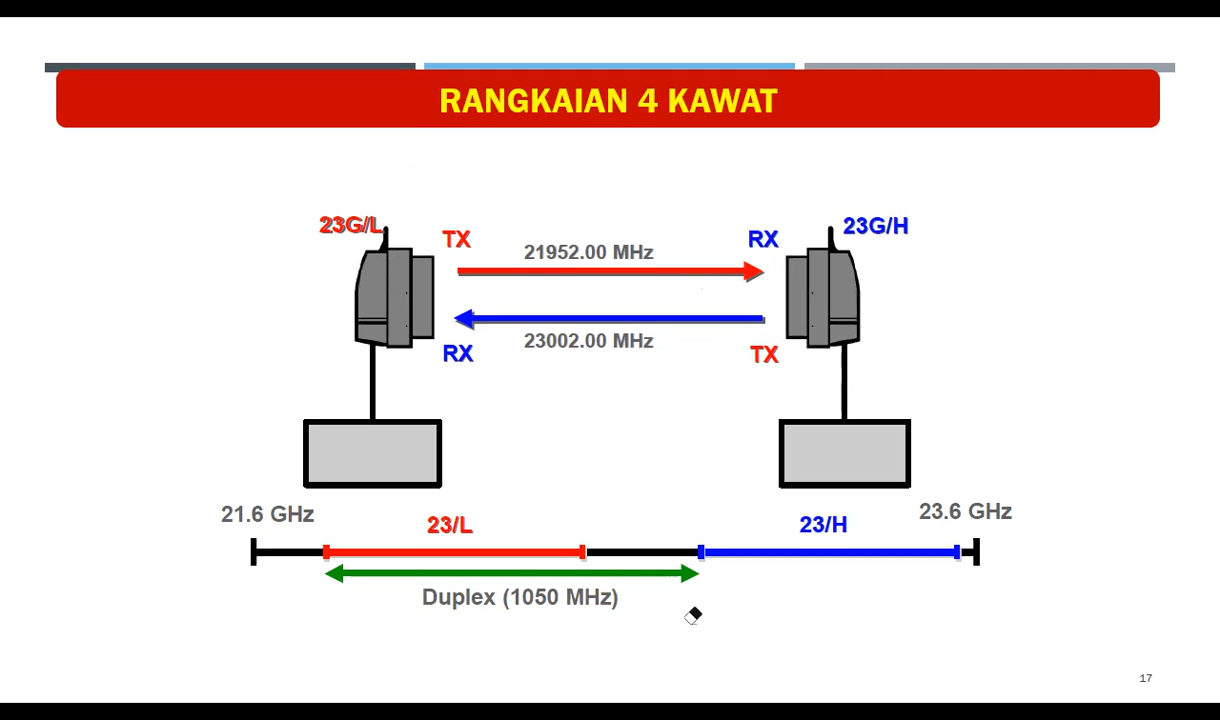 RANGKAIAN 4 KAWAT
23G/L
TX
21952.00 MHz
RX
23G/H
RX
23002.00 MHz
TX
21.6 GHz
23/L
23/H
23.6 GHz
Duplex (1050 MHz)
17